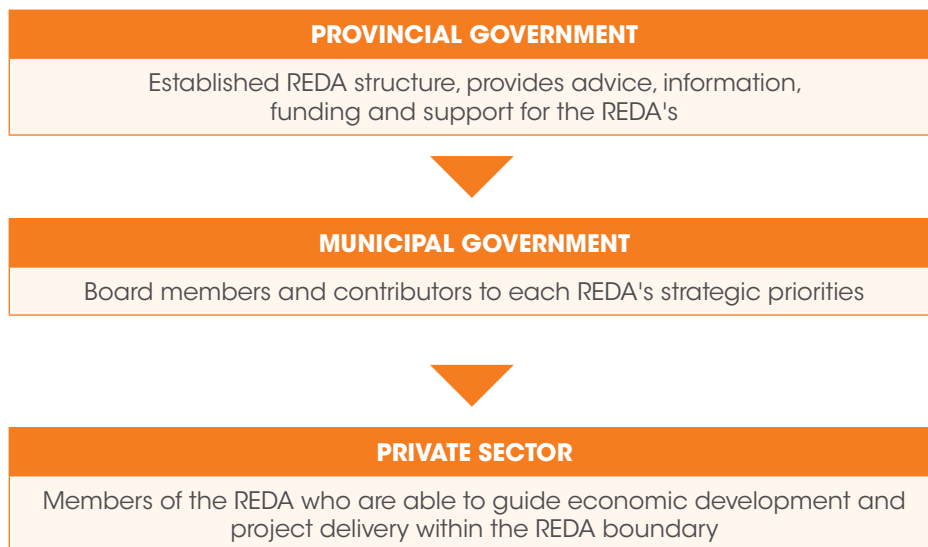 PROVINCIAL GOVERNMENT
Established REDA structure, provides advice, information,
funding and support for the REDA's
MUNICIPAL GOVERNMENT
Board members and contributors to each REDA's strategic priorities
PRIVATE SECTOR
Members of the REDA who are able to guide economic development and
project delivery within the REDA boundary